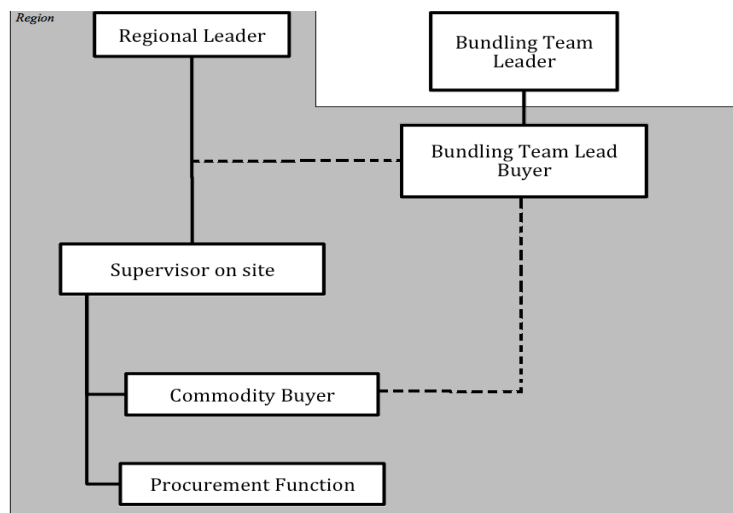 Region
Regional Leader
Bundling Team
Leader
Bundling Team Lead
Buyer
Supervisor on site
Commodity Buyer
Procurement Function